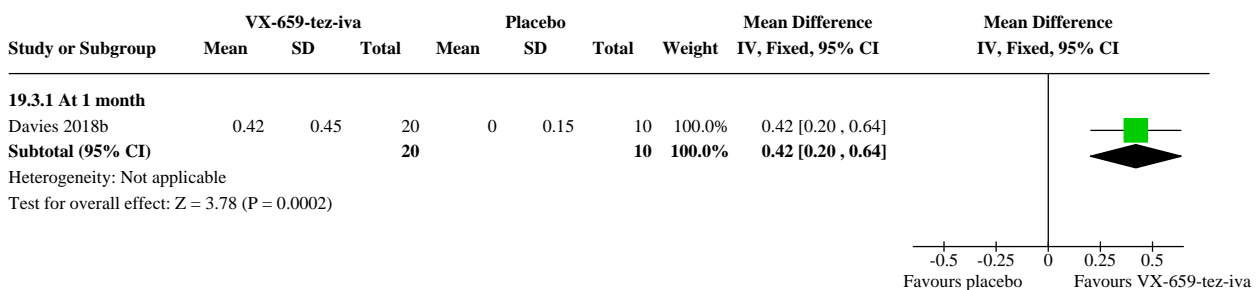 VX-659-tez-iva Placebo Mean Difference Mean Difference
Study or Subgroup Mean SD Total Mean SD Total Weight IV, Fixed, 95% CI IV, Fixed, 95% CI
19.3.1 At 1 month
Davies 2018b 0.42 0.45 20 0 0.15 10 100.0% 0.42 [0.20 , 0.64]
Subtotal (95% CI) 20 10 100.0% 0.42 [0.20 , 0.64]
Heterogeneity: Not applicable
Test for overall effect: Z = 3.78 (P = 0.0002)
-0.5 -0.25 0 0.25 0.5
Favours placebo Favours VX-659-tez-iva